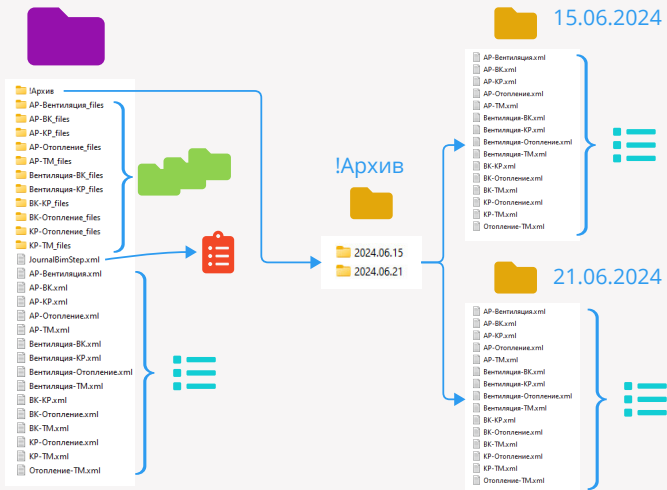 !Архив
АР-Вентиляция_files
АР-ВК_files
АР-КР_files
АР-Отопление_files
АР-ТМ_files
Вентиляция-ВК_files
Вентиляция-КР_files
ВК-КР_files
ВК-Отопление_files
КР-Отопление_files
КР-ТМ_files
JournalBimStep.xml
АР-Вентиляция.xml
АР-ВК.xml
АР-КР.xml
АР-Отопление.xml
АР-ТМ.xml
Вентиляция-ВК.xml
Вентиляция-КР.xml
Вентиляция-Отопление.xml
Вентиляция-ТМ.xml
ВК-КР.xml
ВК-Отопление.xml
ВК-ТМ.xml
КР-Отопление.xml
КР-ТМ.xml
Отопление-ТМ.xml
!Архив
2024.06.15
2024.06.21
15.06.2024
АР-Вентиляция.xml
АР-ВК.xml
АР-КР.xml
АР-Отопление.xml
АР-ТМ.xml
Вентиляция-ВК.xml
Вентиляция-КР.xml
Вентиляция-Отопление.xml
Вентиляция-ТМ.xml
ВК-КР.xml
ВК-Отопление.xml
ВК-ТМ.xml
КР-Отопление.xml
КР-ТМ.xml
Отопление-ТМ.xml
21.06.2024
АР-Вентиляция.xml
АР-ВК.xml
АР-КР.xml
АР-Отопление.xml
АР-ТМ.xml
Вентиляция-ВК.xml
Вентиляция-КР.xml
Вентиляция-Отопление.xml
Вентиляция-ТМ.xml
ВК-КР.xml
ВК-Отопление.xml
ВК-ТМ.xml
КР-Отопление.xml
КР-ТМ.xml
Отопление-ТМ.xml